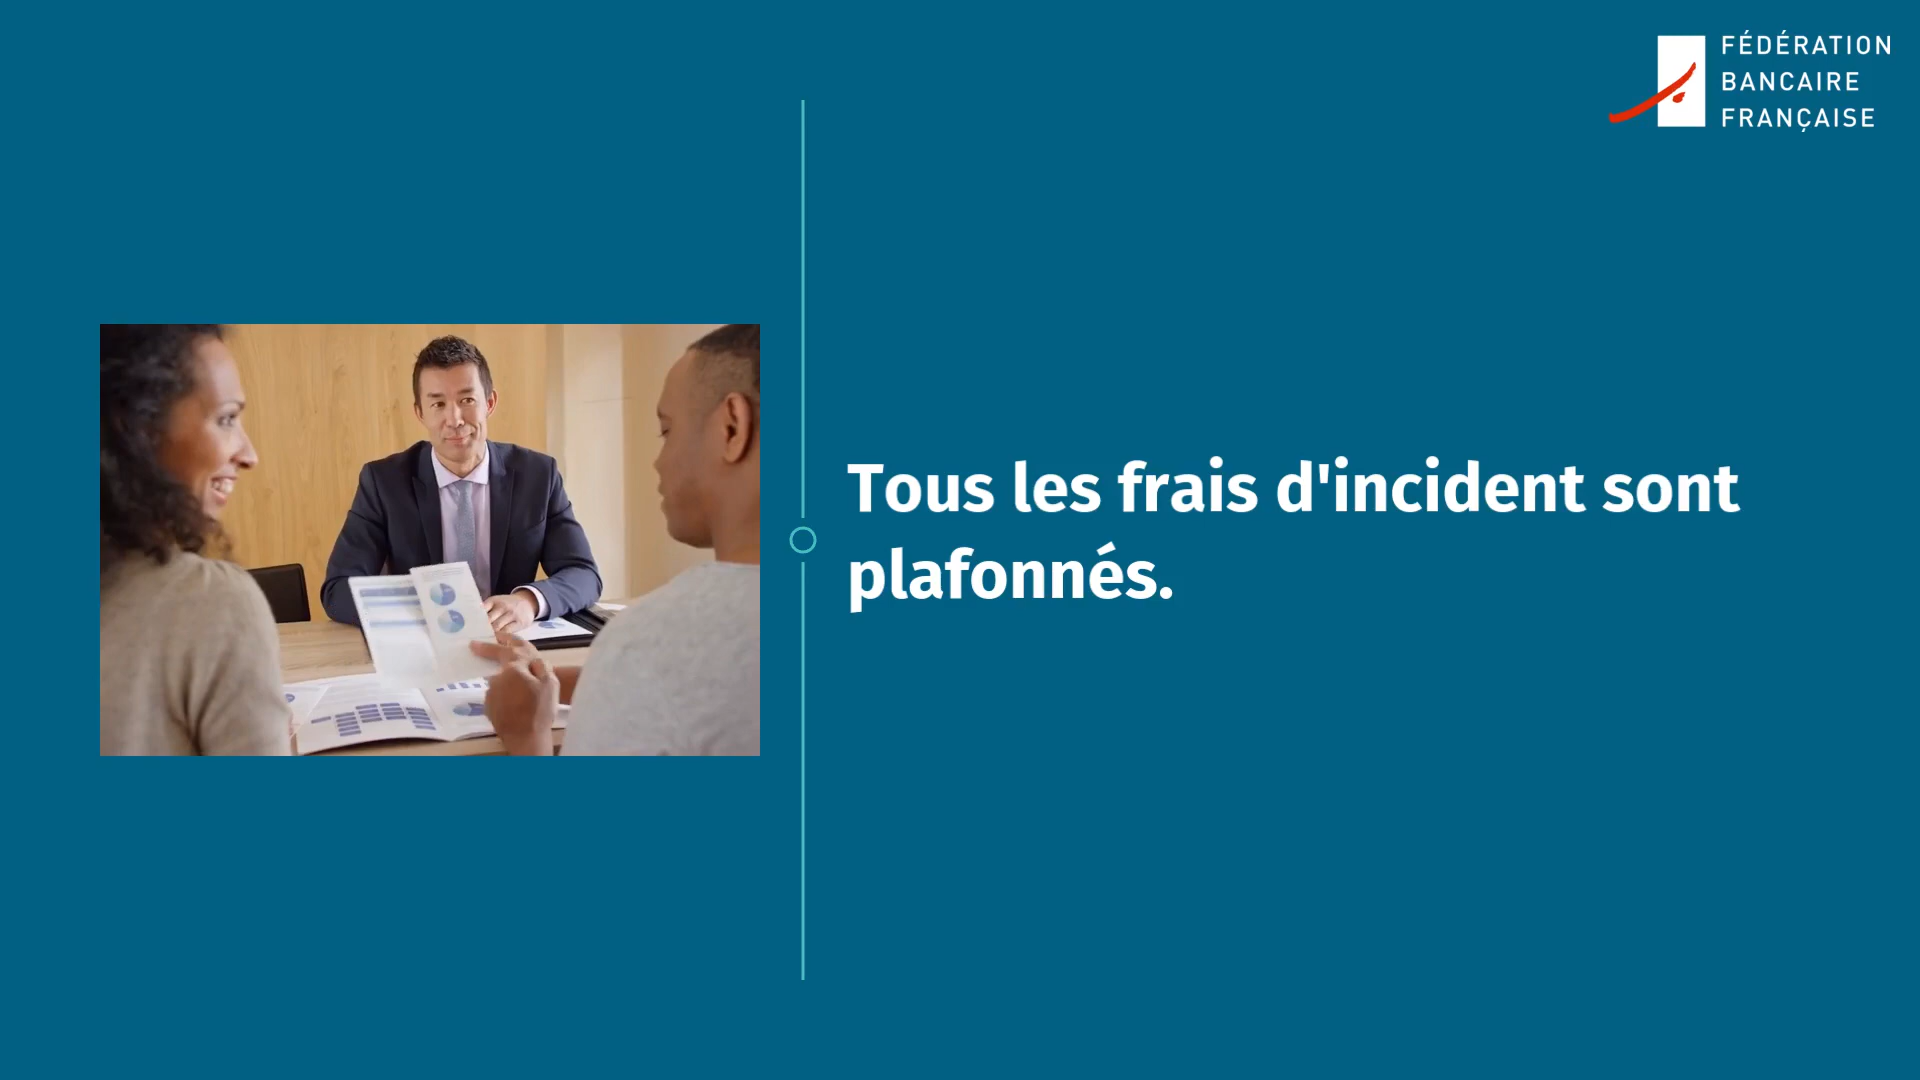 FÉDÉRATION
BANCAIRE
FRANÇAISE
Tous les frais d'incident sont
plafonnés.